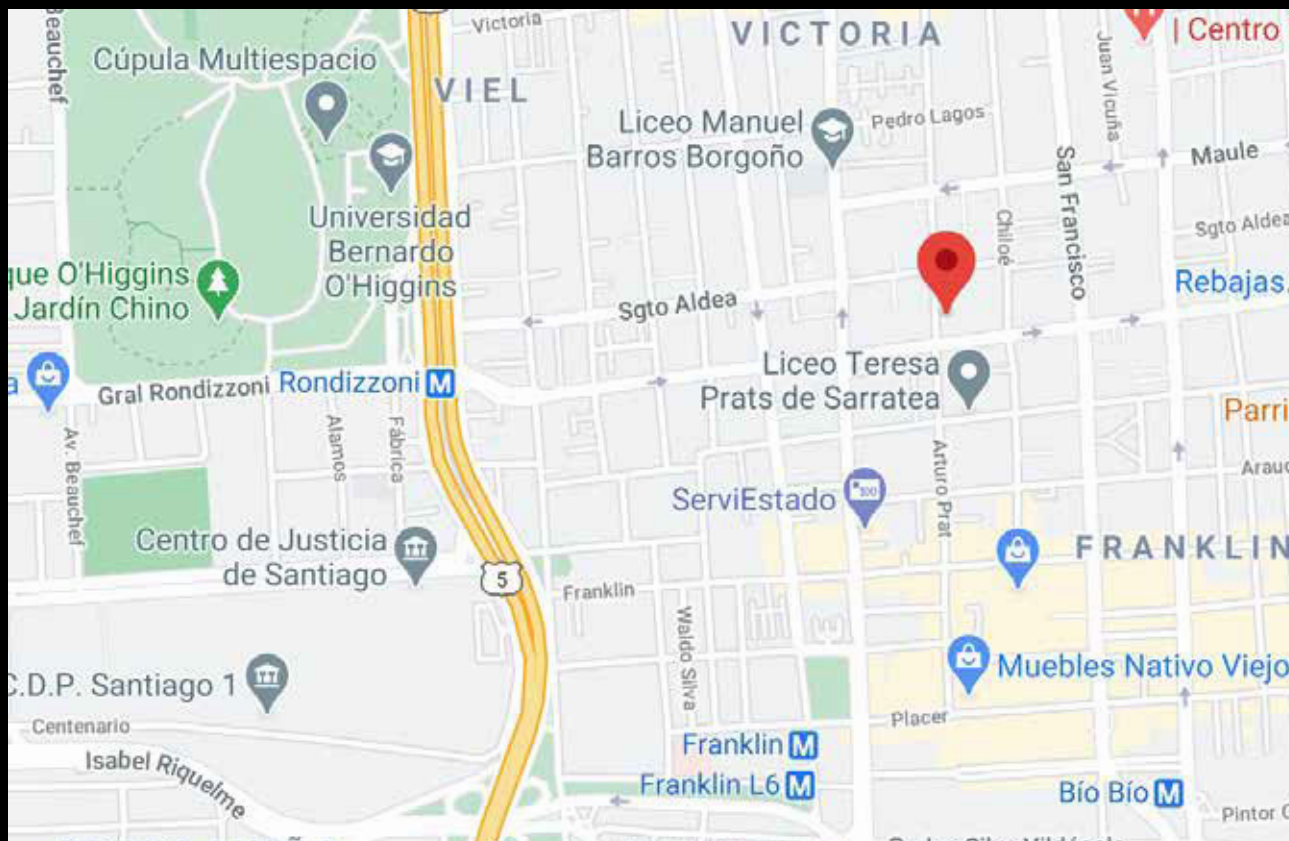 Victoria
VICTORIA
| Centro
Beauchef
Cúpula Multiespacio
VIEL
Juan Vicuña
Liceo Manuel
Barros Borgoño
Pedro Lagos
San Francisco
Maule
Universidad
Bernardo
O'Higgins
Chiloé
Sgto Aldea
que O'Higgins
Jardín Chino
Sgto Aldea
Rebajas.
Liceo Teresa
Prats de Sarratea
a
Gral Rondizzoni
Rondizzoni M
Parri
Av. Beauchef
Alamos
Fábrica
Arturo Prat
Arauc
ServiEstado
$100
Centro de Justicia
de Santiago
5
FRANKLIN
Franklin
Waldo Silva
C.D.P. Santiago 1
Muebles Nativo Viejo
Centenario
Placer
Isabel Riquelme
Franklin M
Franklin L6 M
Bío Bío M
Pintor C